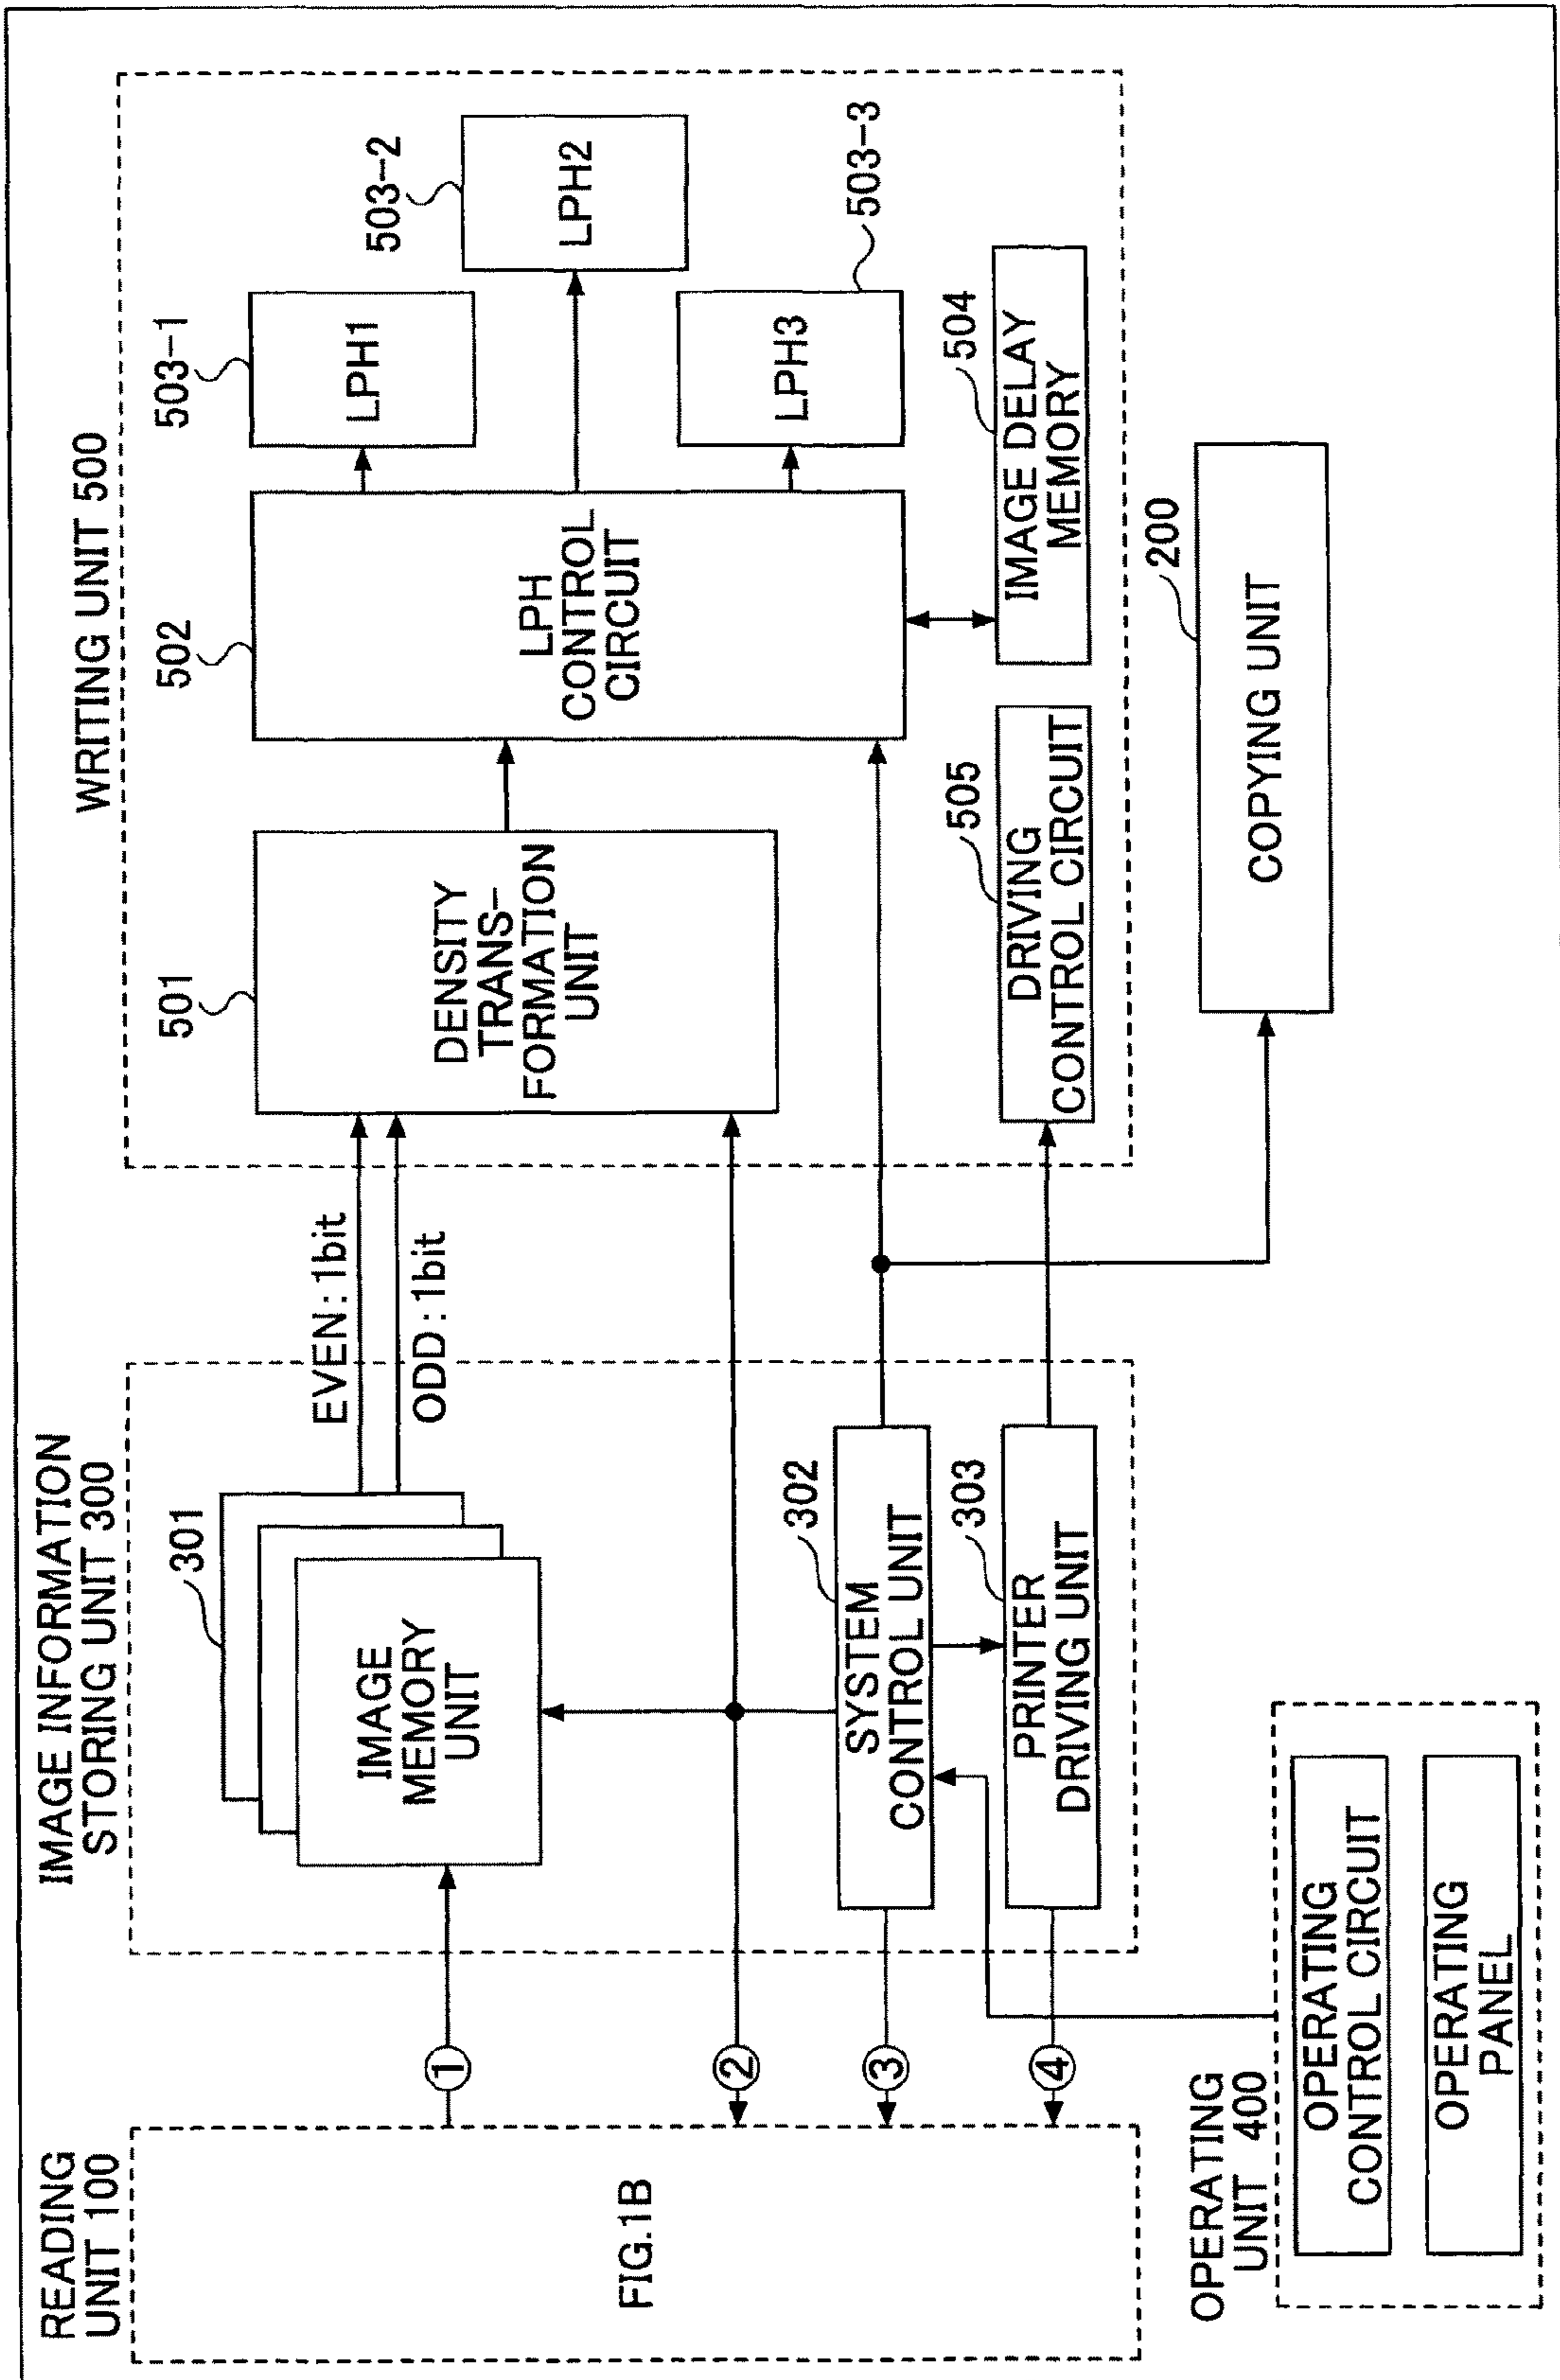 READING
UNIT 100
FIG.1B
1
2
3
4
IMAGE INFORMATION
STORING UNIT 300
301
IMAGE
MEMORY
UNIT
EVEN:1bit
ODD:1bit
302
SYSTEM
CONTROL UNIT
303
PRINTER
DRIVING UNIT
OPERATING
UNIT 400
OPERATING
CONTROL CIRCUIT
OPERATING
PANEL
WRITING UNIT 500
501
DENSITY
TRANS-
FORMATION
UNIT
502
LPH
CONTROL
CIRCUIT
503-1
LPH1
503-2
LPH2
503-3
LPH3
504
IMAGE DELAY
MEMORY
505
DRIVING
CONTROL CIRCUIT
200
COPYING UNIT